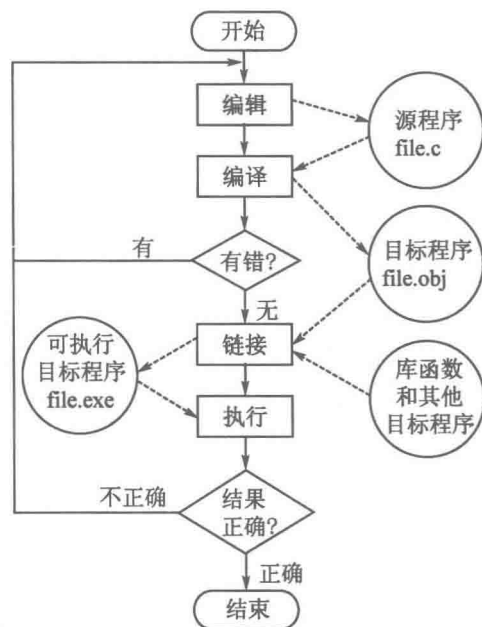 开始
编辑
源程序
file.c
编译
有
有错?
目标程序
file.obj
无
可执行
目标程序
file.exe
链接
库函数
和其他
目标程序
执行
不正确
结果
正确?
正确
结束